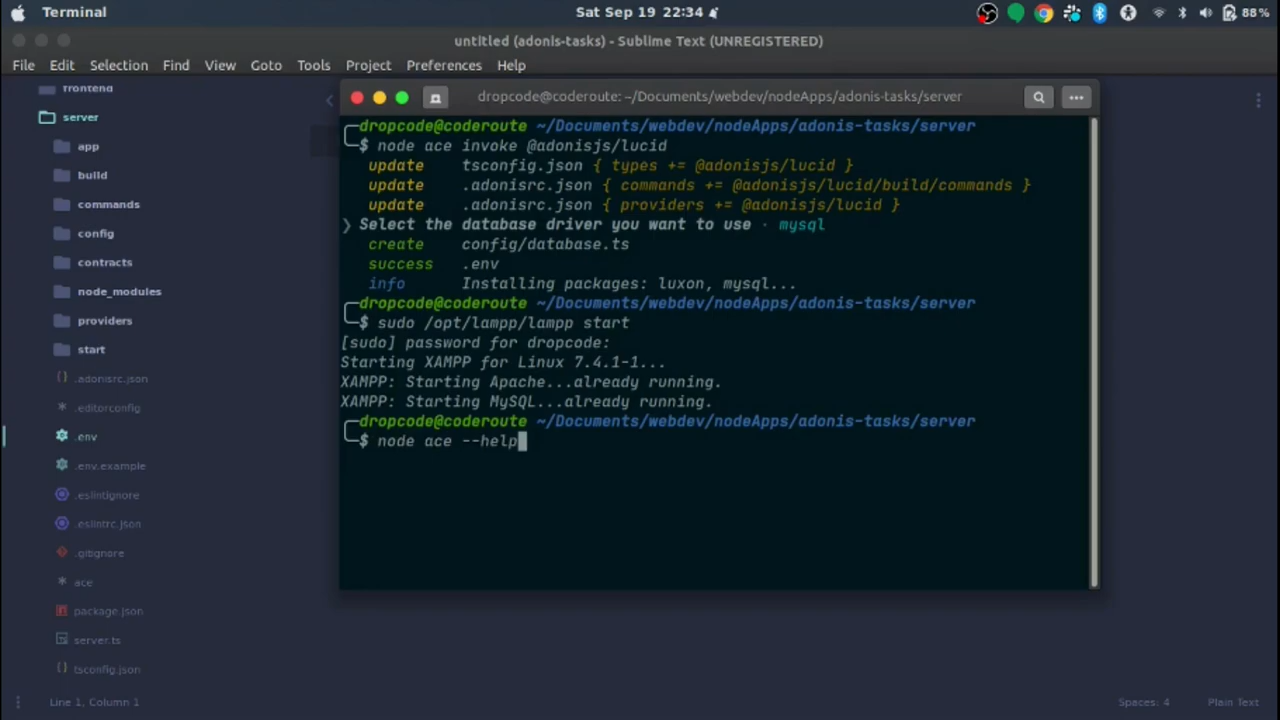 Terminal
Sat Sep 19 22:34
88%
untitled (adonis-tasks) - Sublime Text (UNREGISTERED)
File Edit Selection Find View Goto Tools Project Preferences Help
frontend
server
app
build
commands
config
contracts
node_modules
providers
start
.adonisrc.json
.editorconfig
.env
.env.example
.eslintignore
.eslintrc.json
.gitignore
ace
package.json
server.ts
tsconfig.json
dropcode@coderoute: ~/Documents/webdev/nodeApps/adonis-tasks/server
dropcode@coderoute ~/Documents/webdev/nodeApps/adonis-tasks/server
$ node ace invoke @adonisjs/lucid
update tsconfig.json { types += @adonisjs/lucid }
update .adonisrc.json { commands += @adonisjs/lucid/build/commands }
update .adonisrc.json { providers += @adonisjs/lucid }
❯ Select the database driver you want to use · mysql
create config/database.ts
success .env
info Installing packages: luxon, mysql...
dropcode@coderoute ~/Documents/webdev/nodeApps/adonis-tasks/server
$ sudo /opt/lampp/lampp start
[sudo] password for dropcode:
Starting XAMPP for Linux 7.4.1-1...
XAMPP: Starting Apache...already running.
XAMPP: Starting MySQL...already running.
dropcode@coderoute ~/Documents/webdev/nodeApps/adonis-tasks/server
$ node ace --help
Line 1, Column 1
Spaces: 4
Plain Text